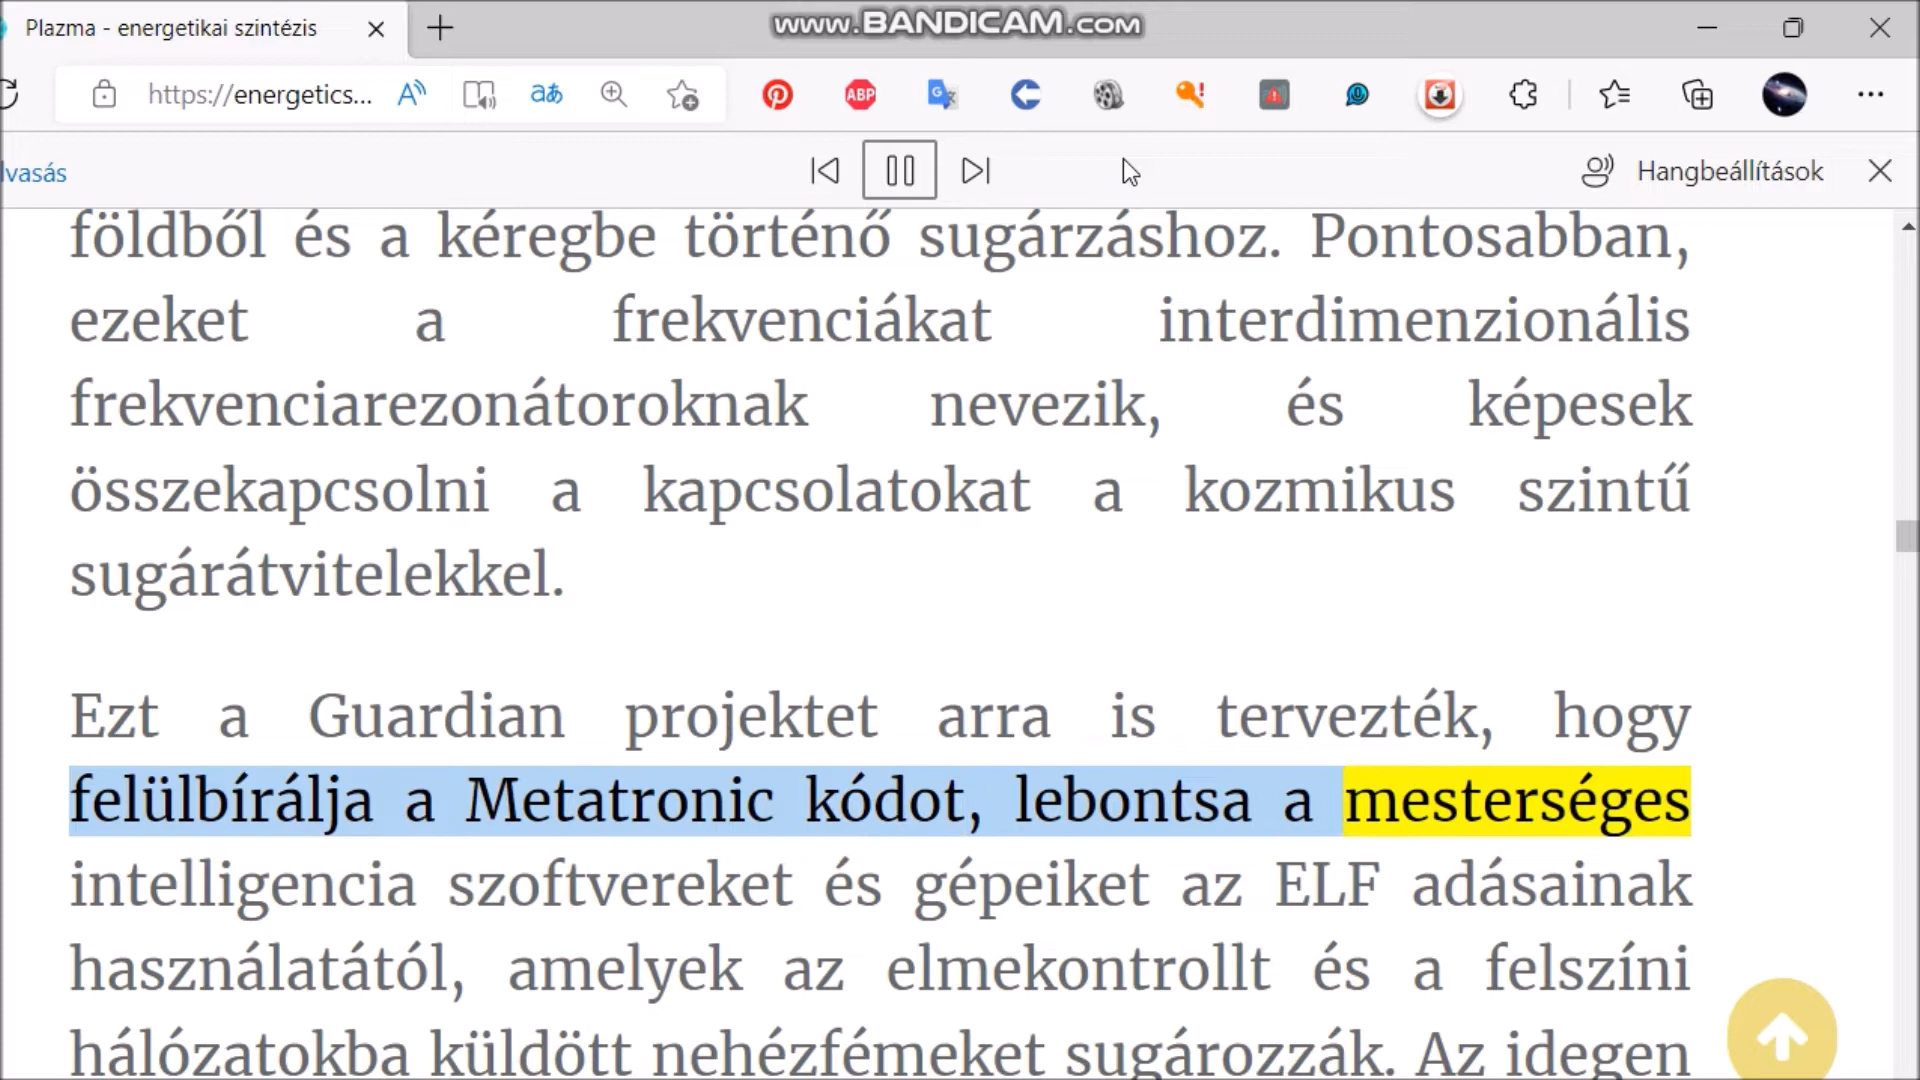 Plazma - energetikai szintézis
www.BANDICAM.com
https://energetics...
ABP
lvasás
Hangbeállítások
földből és a kéregbe történő sugárzáshoz. Pontosabban,
ezeket a frekvenciákat interdimenzionális
frekvenciarezonátoroknak nevezik, és képesek
összekapcsolni a kapcsolatokat a kozmikus szintű
sugárátvitelekkel.
Ezt a Guardian projektet arra is tervezték, hogy
felülbírálja a Metatronic kódot, lebontsa a mesterséges
intelligencia szoftvereket és gépeiket az ELF adásainak
használatától, amelyek az elmekontrollt és a felszíni
hálózatokba küldött nehézfémeket sugározzák. Az idegen